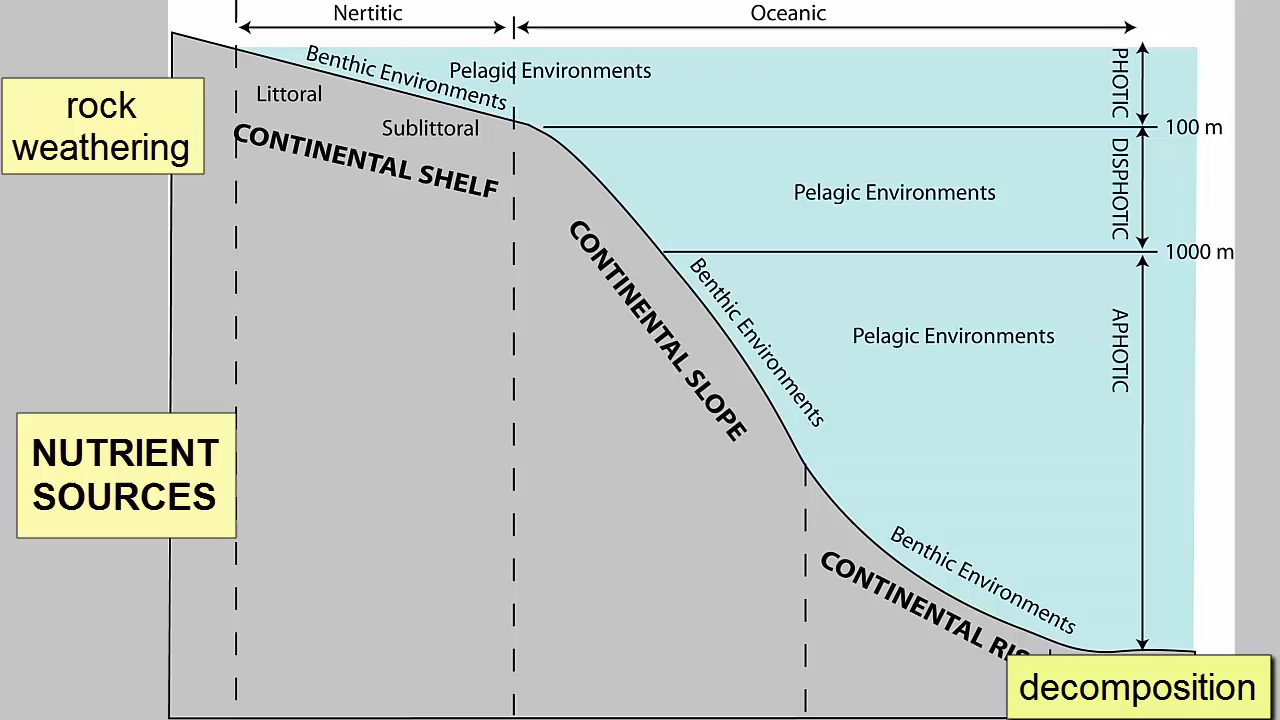 Nertitic
Oceanic
Benthic Environments
Pelagic Environments
PHOTIC
rock
weathering
Littoral
Sublittoral
100 m
CONTINENTAL SHELF
DISPHOTIC
Pelagic Environments
CONTINENTAL SLOPE
1000 m
Benthic Environments
Pelagic Environments
APHOTIC
NUTRIENT
SOURCES
Benthic Environments
CONTINENTAL
decomposition